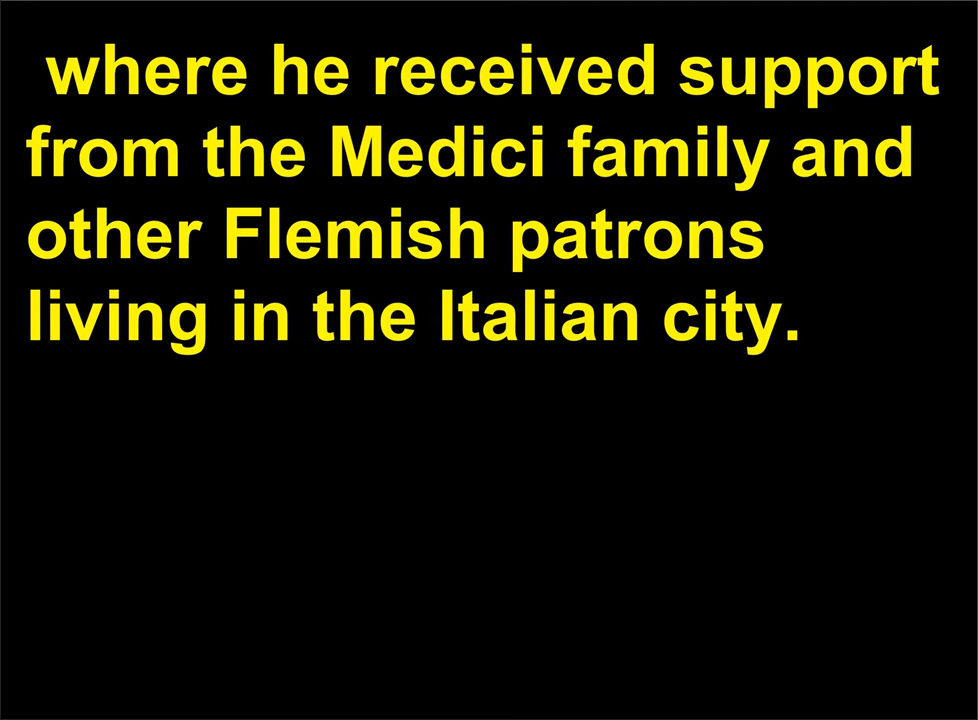 where he received support
from the Medici family and
other Flemish patrons
living in the Italian city.